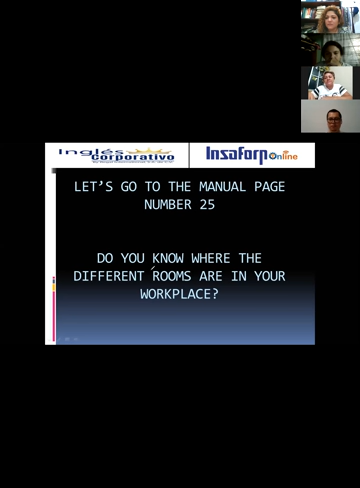 Inglés
Corporativo
Insaforp Online
LET'S GO TO THE MANUAL PAGE
NUMBER 25
DO YOU KNOW WHERE THE
DIFFERENT ROOMS ARE IN YOUR
WORKPLACE?